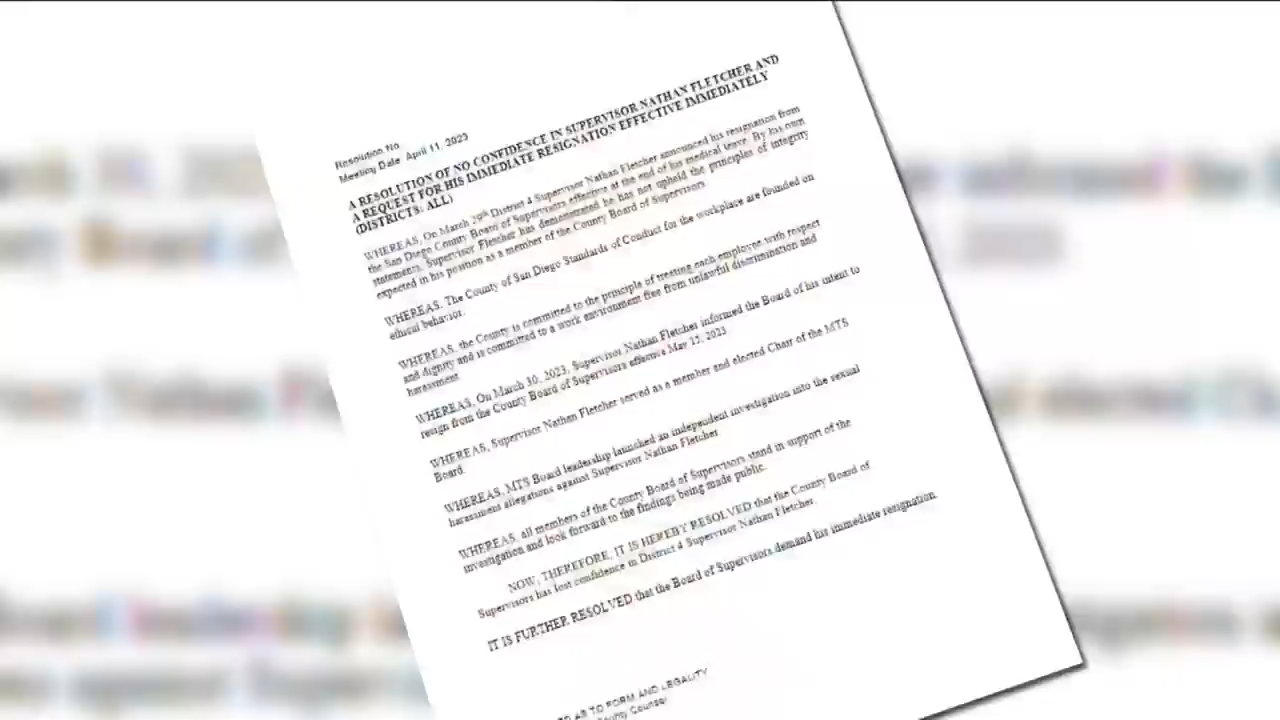 Resolution No
Meeting Date: April 11, 2023
A RESOLUTION OF NO CONFIDENCE IN SUPERVISOR NATHAN FLETCHER AND
A REQUEST FOR HIS IMMEDIATE RESIGNATION EFFECTIVE IMMEDIATELY
(DISTRICTS: ALL)
WHEREAS, On March 29th District 4 Supervisor Nathan Fletcher announced his resignation from
the San Diego County Board of Supervisors effective at the end of his medical leave. By his own
statements, Supervisor Fletcher has demonstrated he has not upheld the principles of integrity
expected in his position as a member of the County Board of Supervisors.
WHEREAS, The County of San Diego Standards of Conduct for the workplace are founded on
ethical behavior.
WHEREAS, the County is committed to the principle of treating each employee with respect
and dignity and is committed to a work environment free from unlawful discrimination and
harassment.
WHEREAS, On March 30, 2023, Supervisor Nathan Fletcher informed the Board of his intent to
resign from the County Board of Supervisors effective May 15, 2023.
WHEREAS, Supervisor Nathan Fletcher served as a member and elected Chair of the MTS
Board.
WHEREAS, MTS Board leadership launched an independent investigation into the sexual
harassment allegations against Supervisor Nathan Fletcher.
WHEREAS, all members of the County Board of Supervisors stand in support of the
investigation and look forward to the findings being made public.
NOW, THEREFORE, IT IS HEREBY RESOLVED that the County Board of
Supervisors has lost confidence in District 4 Supervisor Nathan Fletcher.
IT IS FURTHER RESOLVED that the Board of Supervisors demand his immediate resignation.
AS TO FORM AND LEGALITY
County Counsel